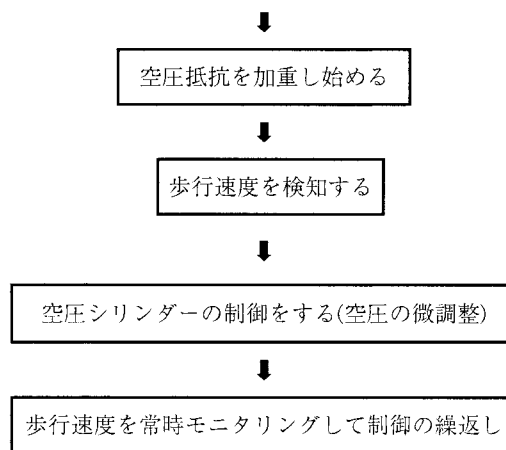 空圧抵抗を加重し始める
歩行速度を検知する
空圧シリンダーの制御をする(空圧の微調整)
歩行速度を常時モニタリングして制御の繰返し